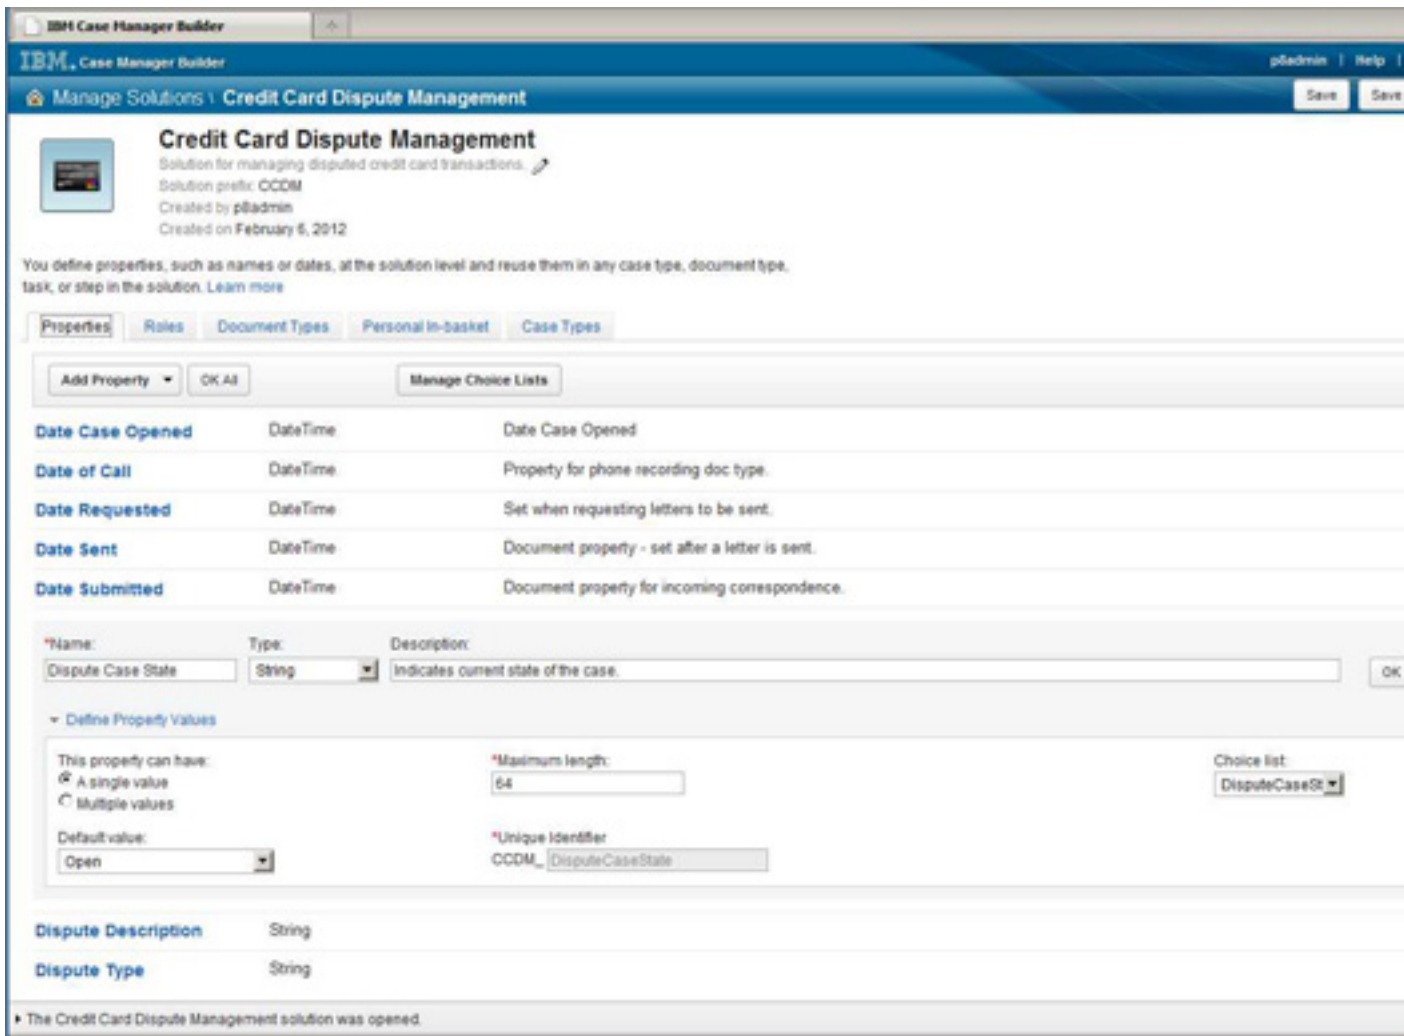 IBM Case Manager Builder
IBM. Case Manager Builder p8admin | Help |
Manage Solutions \ Credit Card Dispute Management Save Save
Credit Card Dispute Management
Solution for managing disputed credit card transactions.
Solution prefix: CCDM
Created by p8admin
Created on February 6, 2012
You define properties, such as names or dates, at the solution level and reuse them in any case type, document type,
task, or step in the solution. Learn more
Properties Roles Document Types Personal In-basket Case Types
Add Property OK All Manage Choice Lists
Date Case Opened DateTime Date Case Opened
Date of Call DateTime Property for phone recording doc type.
Date Requested DateTime Set when requesting letters to be sent.
Date Sent DateTime Document property - set after a letter is sent.
Date Submitted DateTime Document property for incoming correspondence.
*Name: Type: Description:
Dispute Case State String Indicates current state of the case. OK
Define Property Values
This property can have: *Maximum length: Choice list:
A single value 64 DisputeCaseSt
Multiple values
Default value: *Unique Identifier
Open CCDM_ DisputeCaseState
Dispute Description String
Dispute Type String
The Credit Card Dispute Management solution was opened.